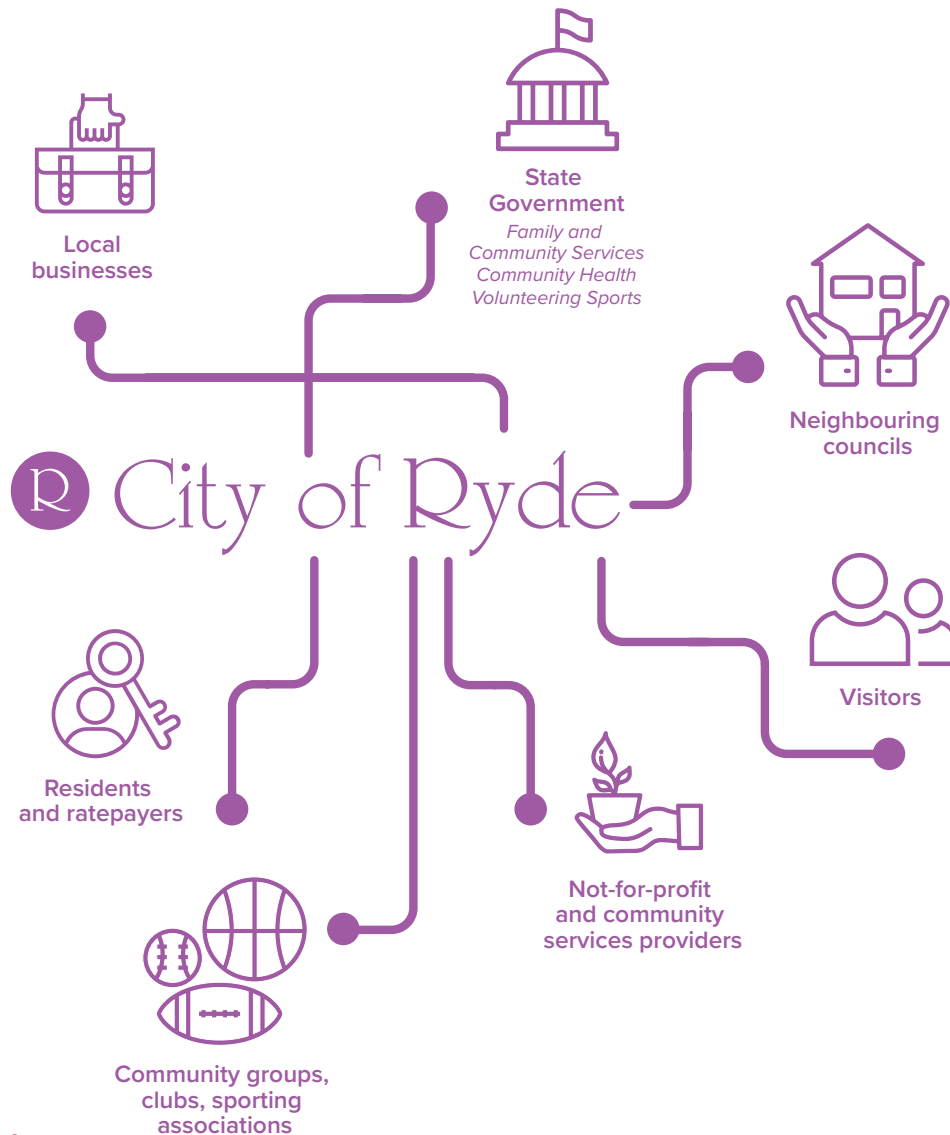 State
Government
Family and
Community Services
Community Health
Volunteering Sports
Local
businesses
Neighbouring
councils
R City of Ryde
Visitors
Residents
and ratepayers
Not-for-profit
and community
services providers
Community groups,
clubs, sporting
associations